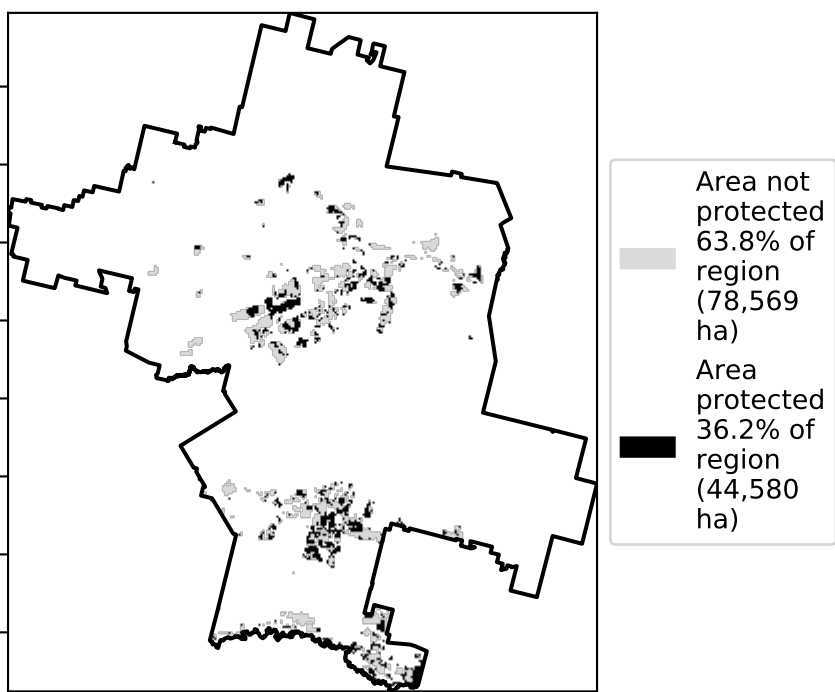 Area not
protected
63.8% of
region
(78,569
ha)
Area
protected
36.2% of
region
(44,580
ha)